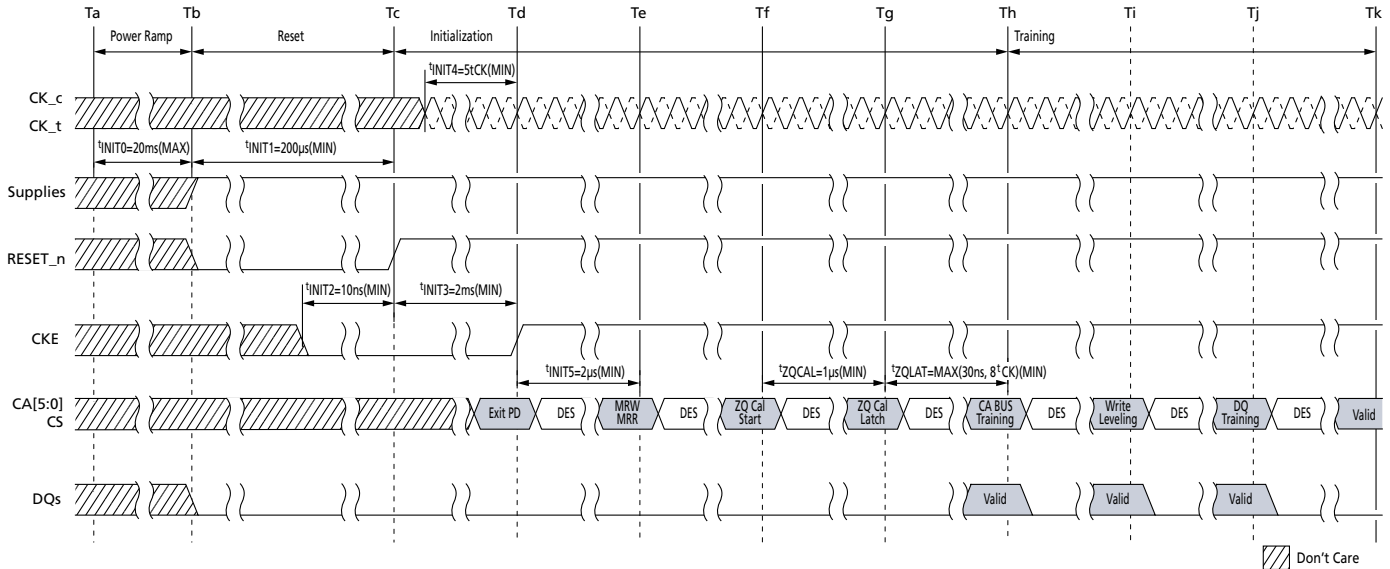 Ta Tb Tc Td Te Tf Tg Th Ti Tj Tk
Power Ramp Reset Initialization Training
tINIT4=5tCK(MIN)
CK_c
CK_t
tINIT0=20ms(MAX) tINIT1=200μs(MIN)
Supplies
RESET_n
tINIT2=10ns(MIN) tINIT3=2ms(MIN)
CKE
tINIT5=2μs(MIN) tZQCAL=1μs(MIN) tZQLAT=MAX(30ns, 8tCK)(MIN)
CA[5:0]
CS
Exit PD
DES
MRW
MRR
DES
ZQ Cal
Start
DES
ZQ Cal
Latch
DES
CA BUS
Training
DES
Write
Leveling
DES
DQ
Training
DES
Valid
DQs
Valid Valid Valid
Don't Care